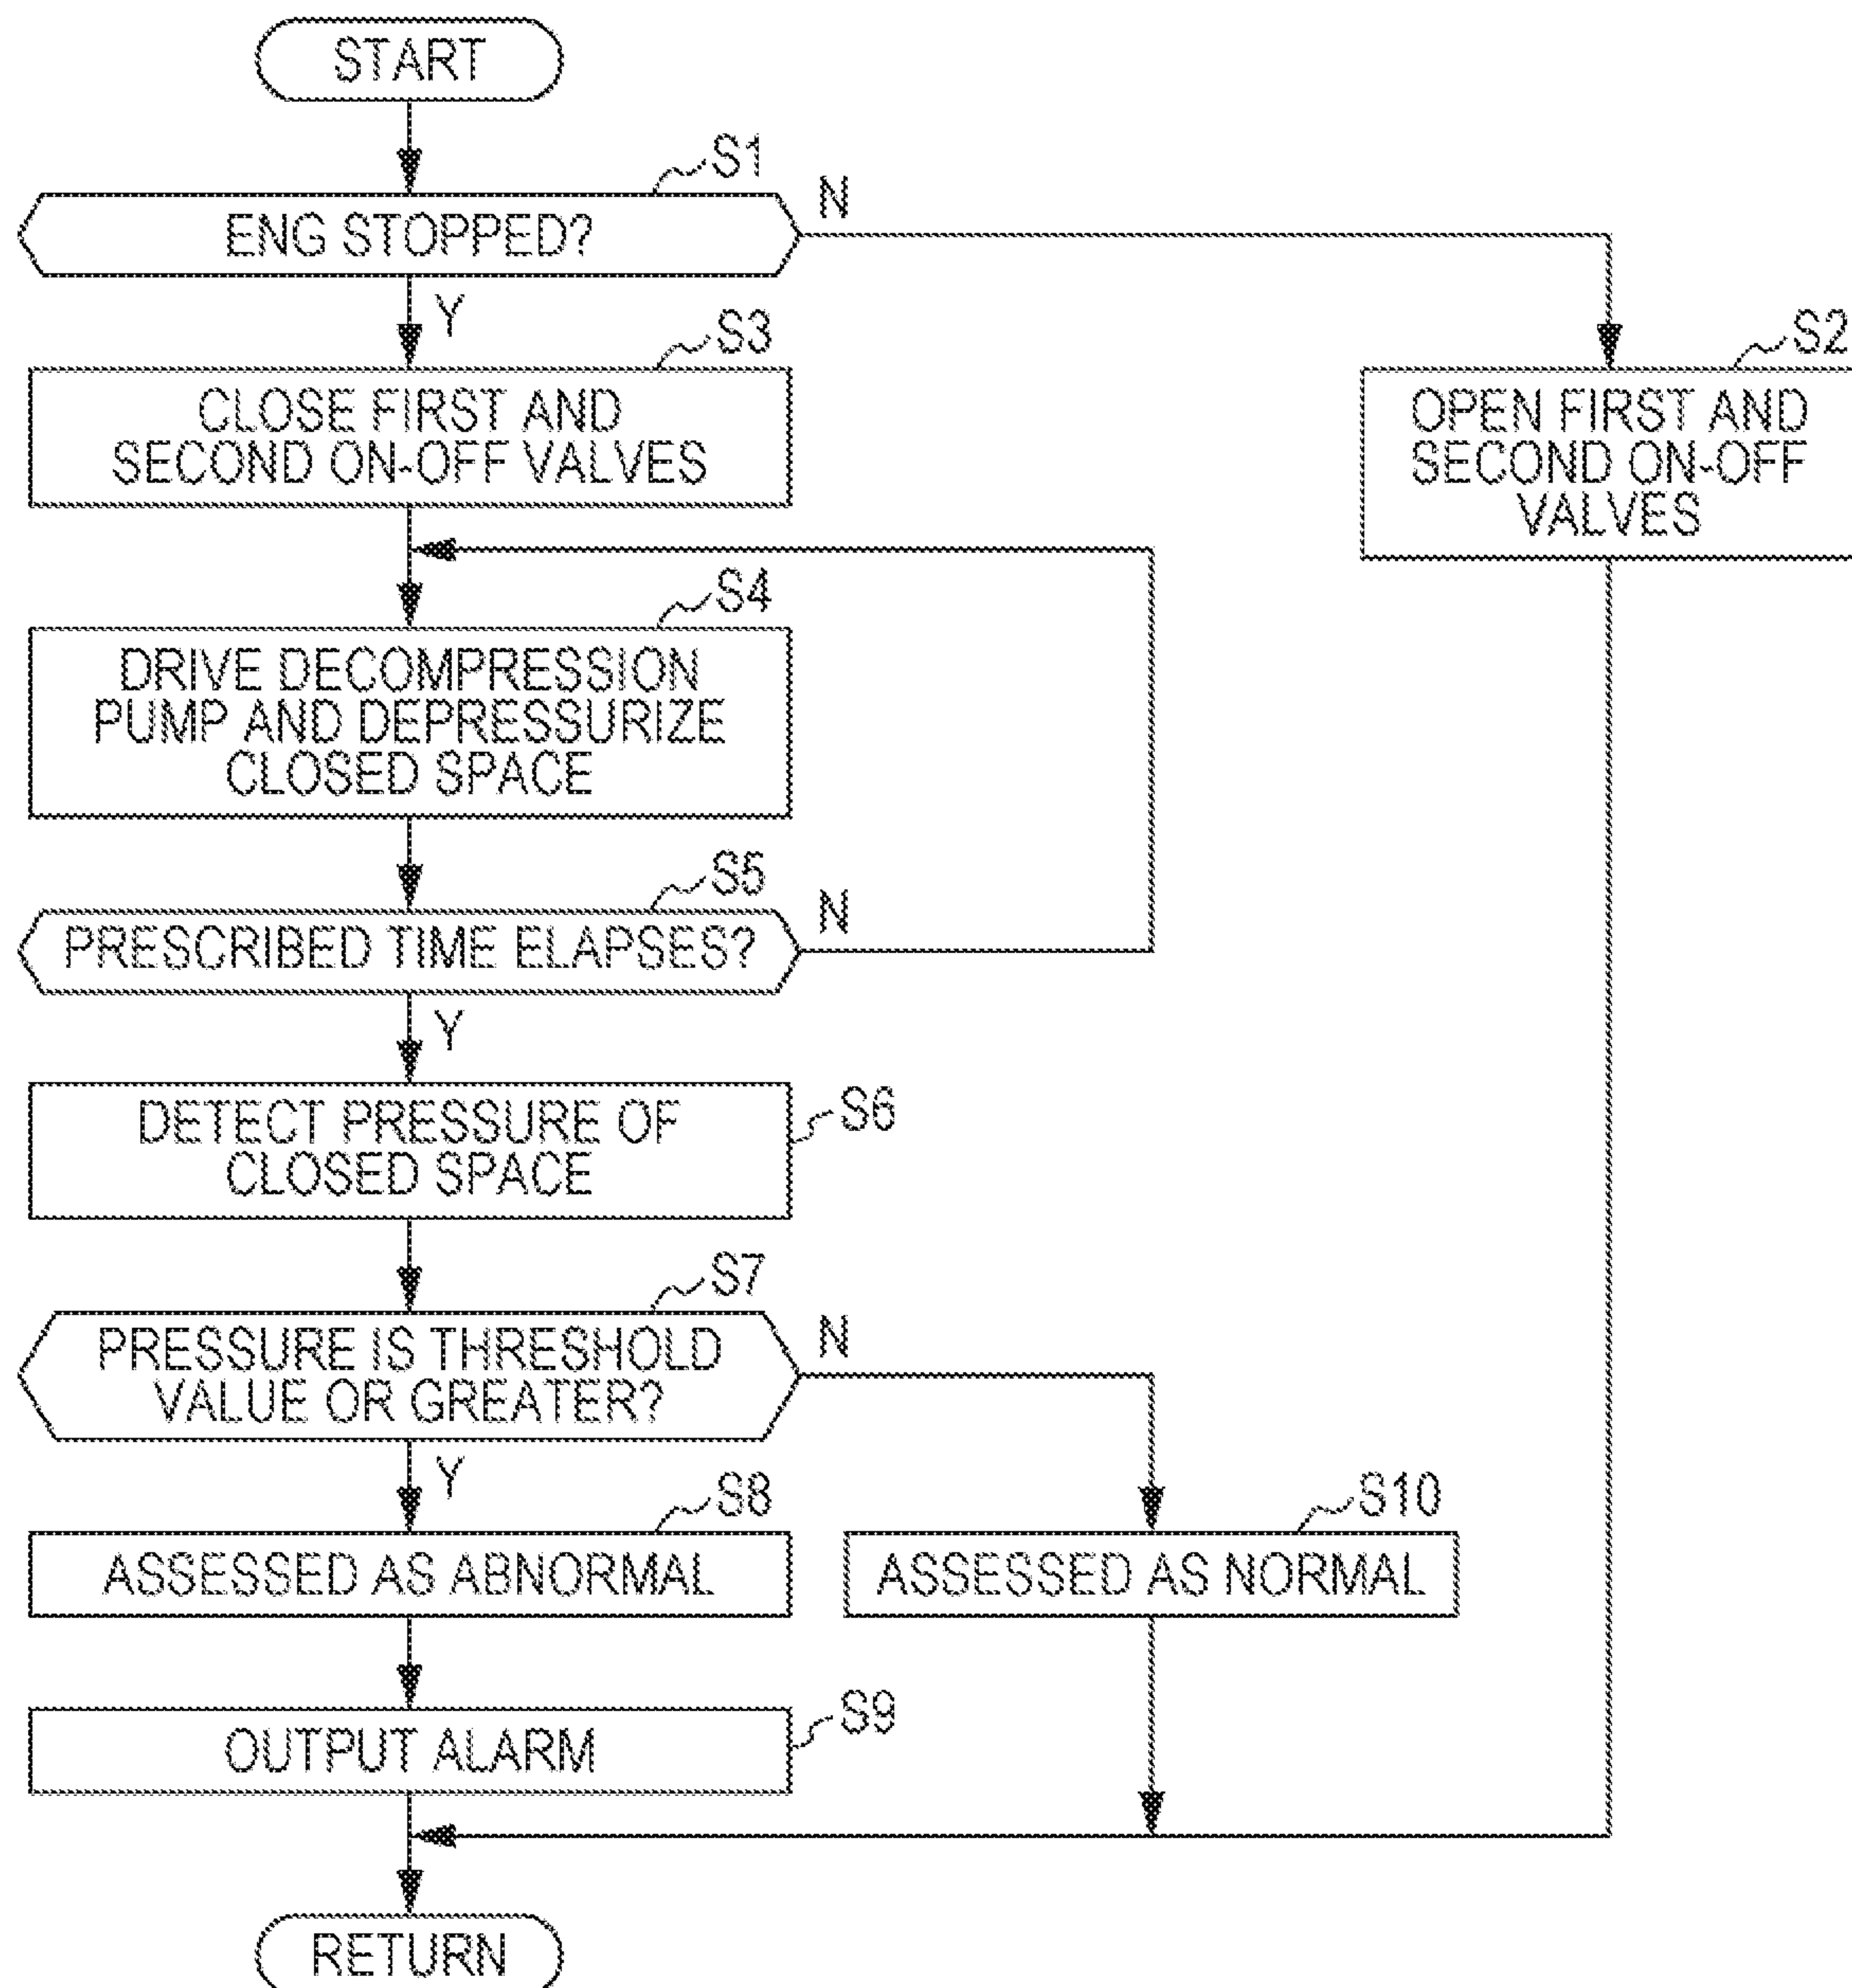 START
S1
ENG STOPPED?
N
Y
S3
CLOSE FIRST AND
SECOND ON-OFF VALVES
S2
OPEN FIRST AND
SECOND ON-OFF
VALVES
S4
DRIVE DECOMPRESSION
PUMP AND DEPRESSURIZE
CLOSED SPACE
S5
PRESCRIBED TIME ELAPSES?
N
Y
S6
DETECT PRESSURE OF
CLOSED SPACE
S7
PRESSURE IS THRESHOLD
VALUE OR GREATER?
N
Y
S8
ASSESSED AS ABNORMAL
S10
ASSESSED AS NORMAL
S9
OUTPUT ALARM
RETURN